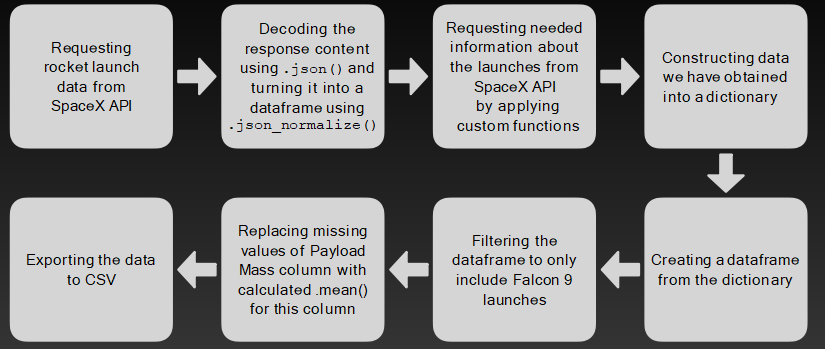 Requesting
rocket launch
data from
SpaceX API
Decoding the
response content
using .json() and
turning it into a
dataframe using
.json_normalize()
Requesting needed
information about
the launches from
SpaceX API
by applying
custom functions
Constructing data
we have obtained
into a dictionary
Creating a dataframe
from the dictionary
Filtering the
dataframe to only
include Falcon 9
launches
Replacing missing
values of Payload
Mass column with
calculated .mean()
for this column
Exporting the data
to CSV